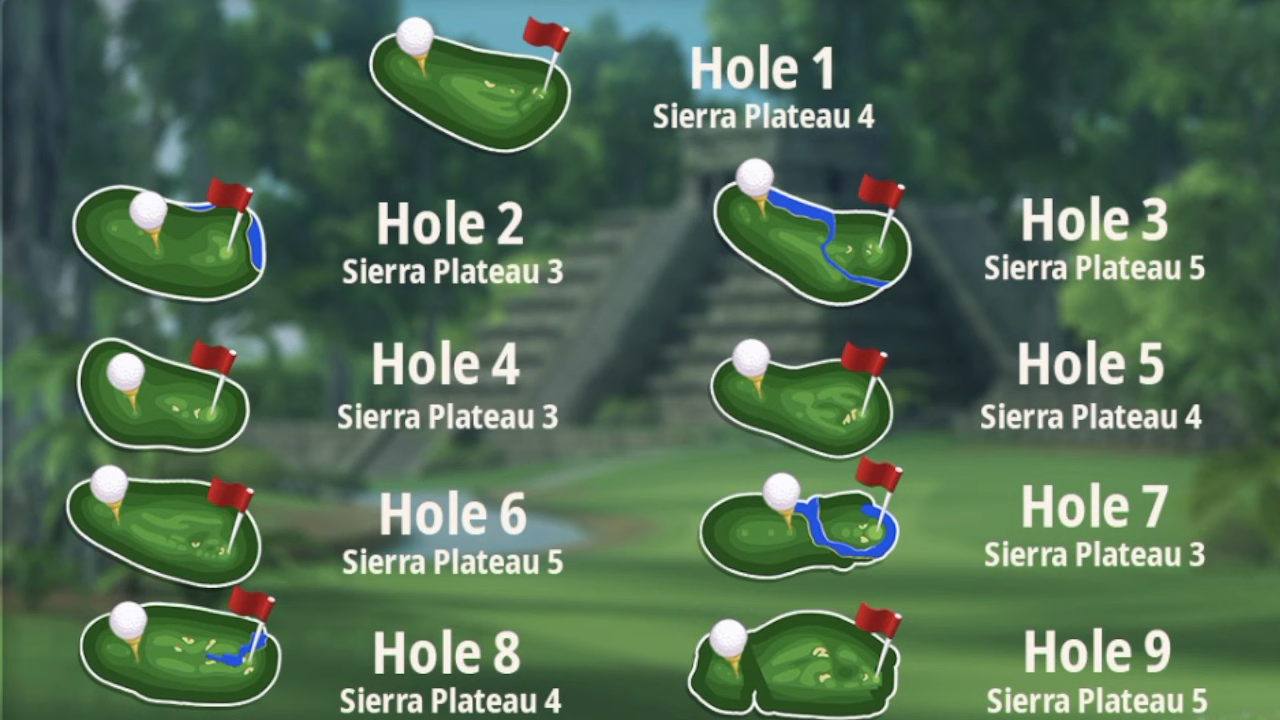 Hole 1
Sierra Plateau 4
Hole 2
Sierra Plateau 3
Hole 3
Sierra Plateau 5
Hole 4
Sierra Plateau 3
Hole 5
Sierra Plateau 4
Hole 6
Sierra Plateau 5
Hole 7
Sierra Plateau 3
Hole 8
Sierra Plateau 4
Hole 9
Sierra Plateau 5